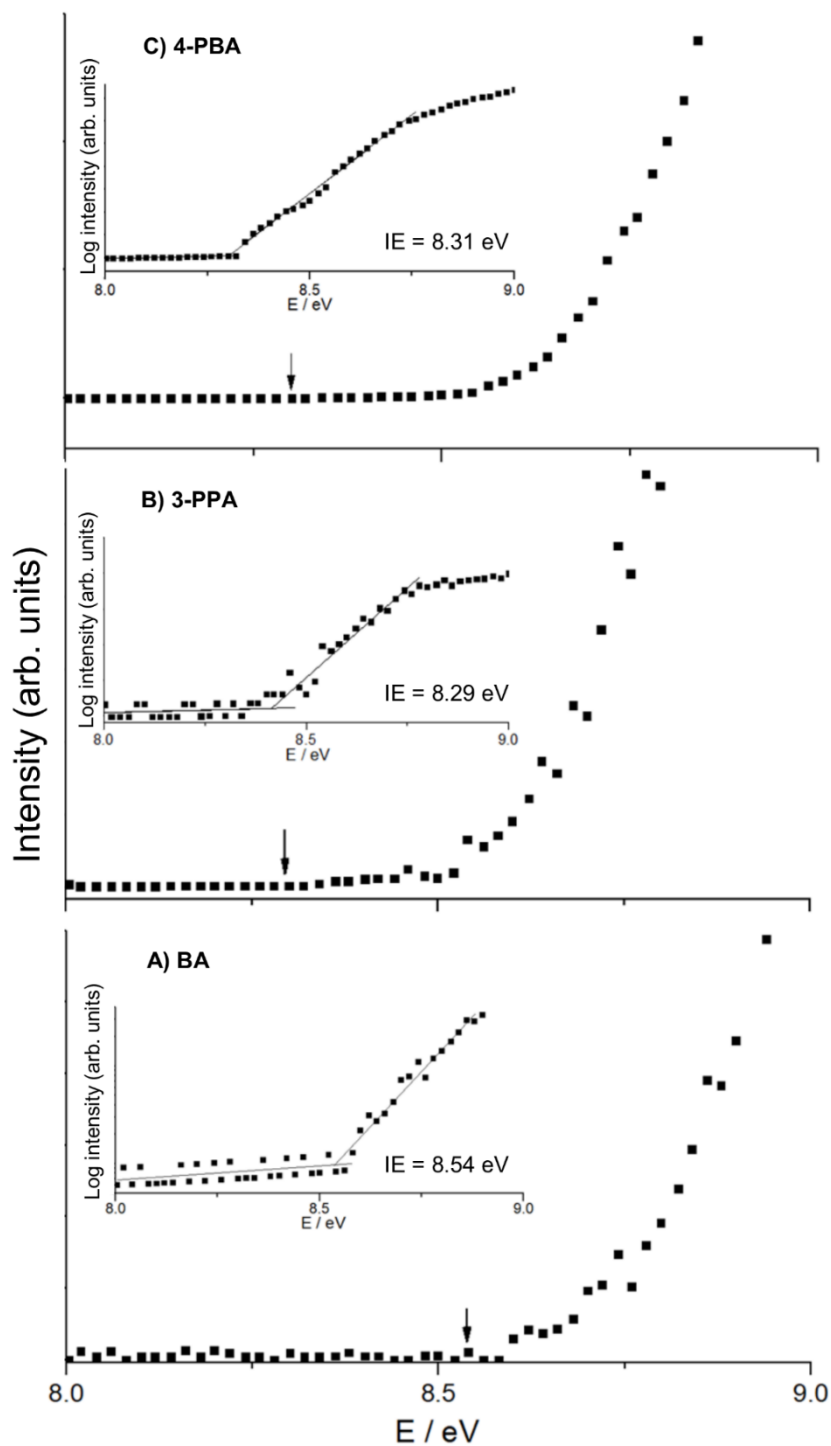 C) 4-PBA
Log intensity (arb. units)
IE = 8.31 eV
8.0 8.5 9.0
E / eV
B) 3-PPA
Log intensity (arb. units)
IE = 8.29 eV
8.0 8.5 9.0
E / eV
Intensity (arb. units)
A) BA
Log intensity (arb. units)
IE = 8.54 eV
8.0 8.5 9.0
E / eV
8.0 8.5 9.0
E / eV